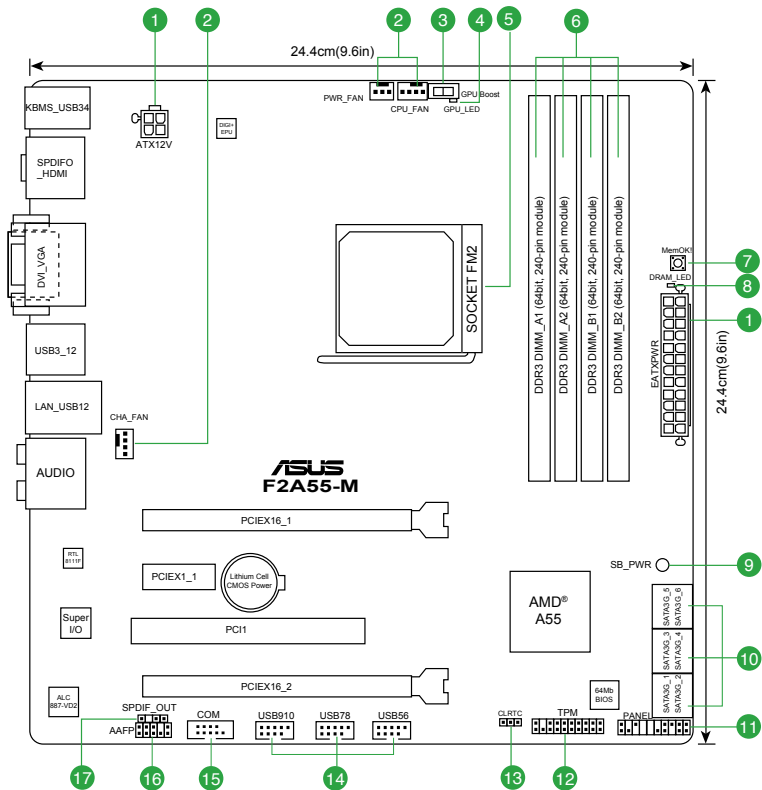 1
2
2
3
4
5
6
24.4cm(9.6in)
KBMS_USB34
ATX12V
DIGI+
EPU
PWR_FAN
CPU_FAN
GPU Boost
GPU_LED
SPDIFO
_HDMI
DVI_VGA
SOCKET FM2
DDR3 DIMM_A1 (64bit, 240-pin module)
DDR3 DIMM_A2 (64bit, 240-pin module)
DDR3 DIMM_B1 (64bit, 240-pin module)
DDR3 DIMM_B2 (64bit, 240-pin module)
MemOK!
7
DRAM_LED
8
1
EATXPWR
24.4cm(9.6in)
USB3_12
LAN_USB12
CHA_FAN
2
AUDIO
ASUS
F2A55-M
PCIEX16_1
RTL
8111F
PCIEX1_1
Lithium Cell
CMOS Power
SB_PWR
9
AMD®
A55
SATA3G_5
SATA3G_6
Super
I/O
PCI1
SATA3G_3
SATA3G_4
10
ALC
887-VD2
PCIEX16_2
64Mb
BIOS
SATA3G_1
SATA3G_2
SPDIF_OUT
AAFP
COM
USB910
USB78
USB56
CLRTC
TPM
PANEL
11
17
16
15
14
13
12